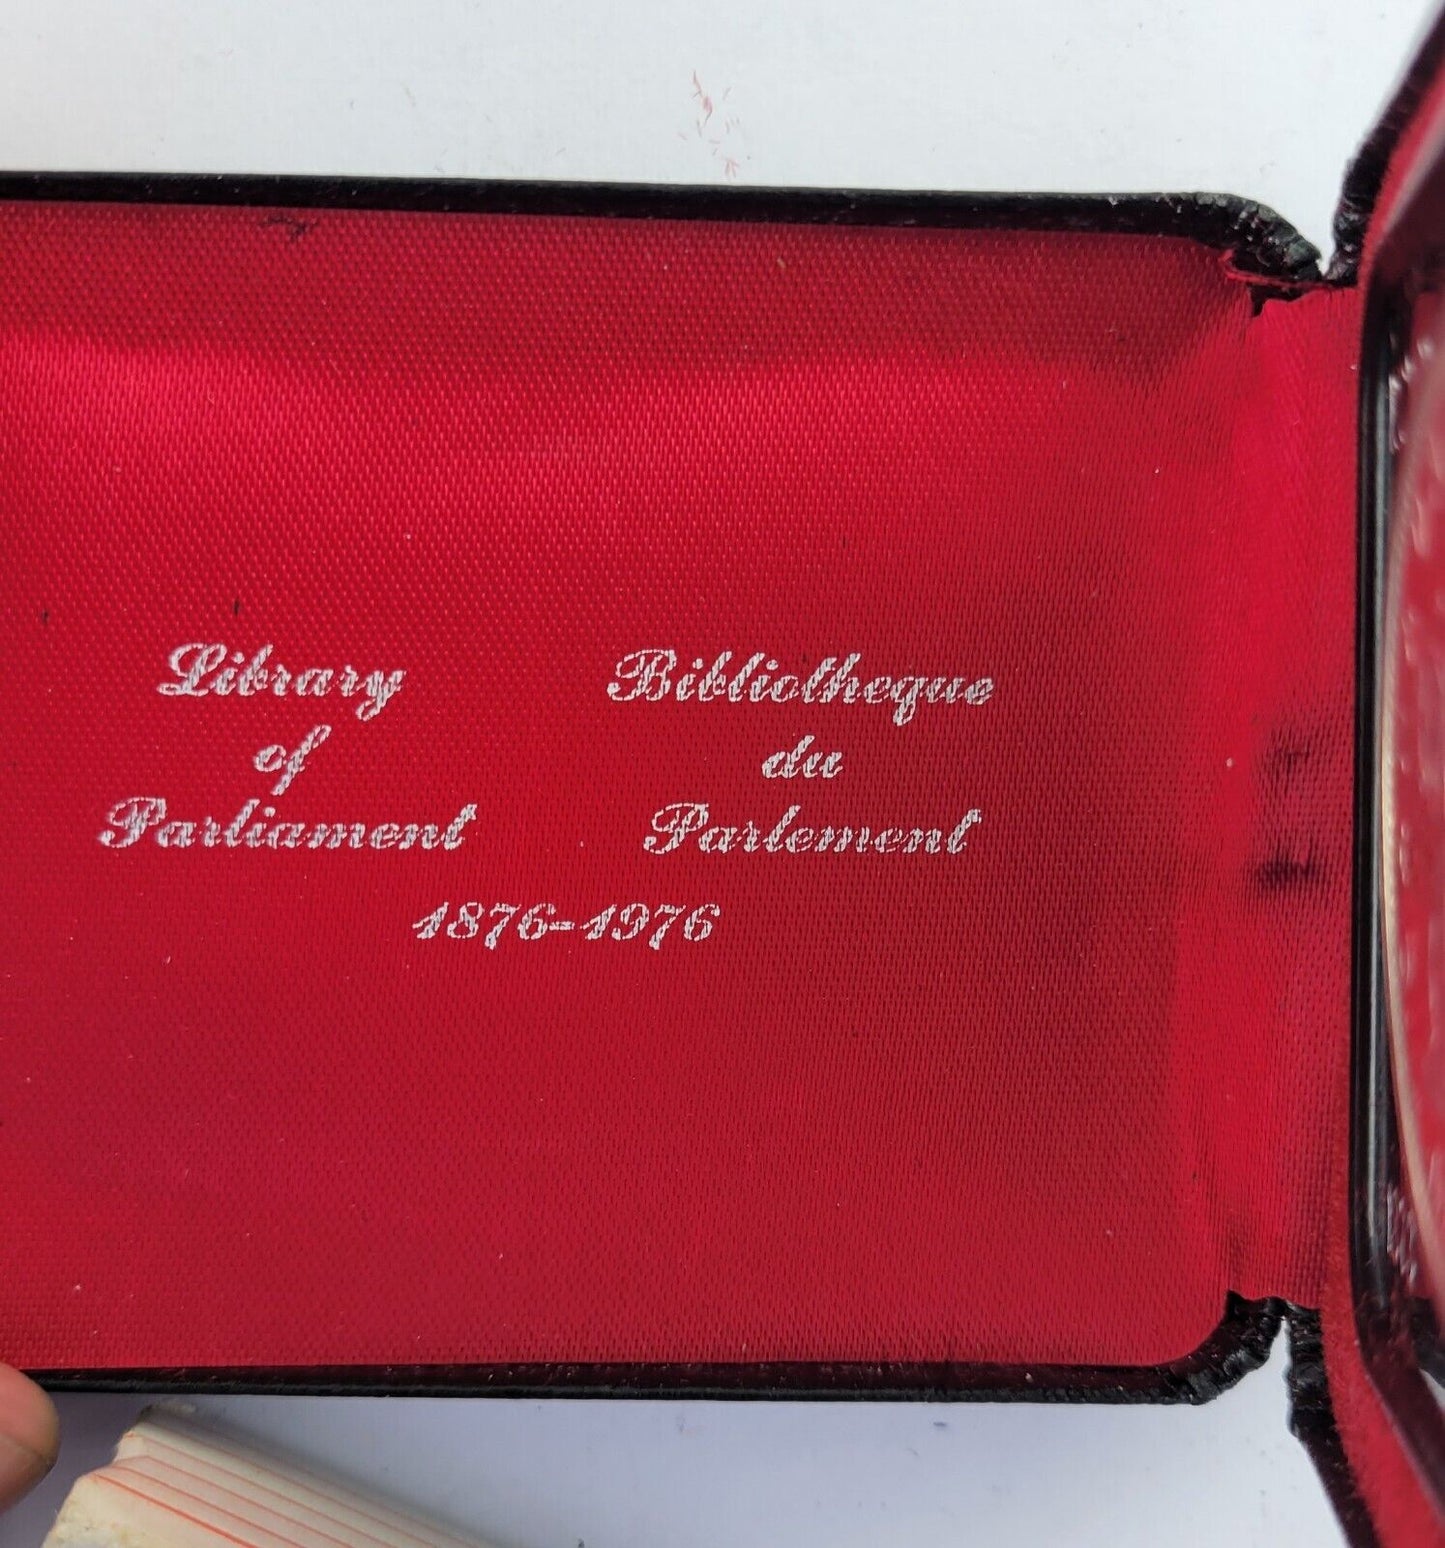 Library
of
Parliament
Bibliotheque
du
Parlement
1876-1976